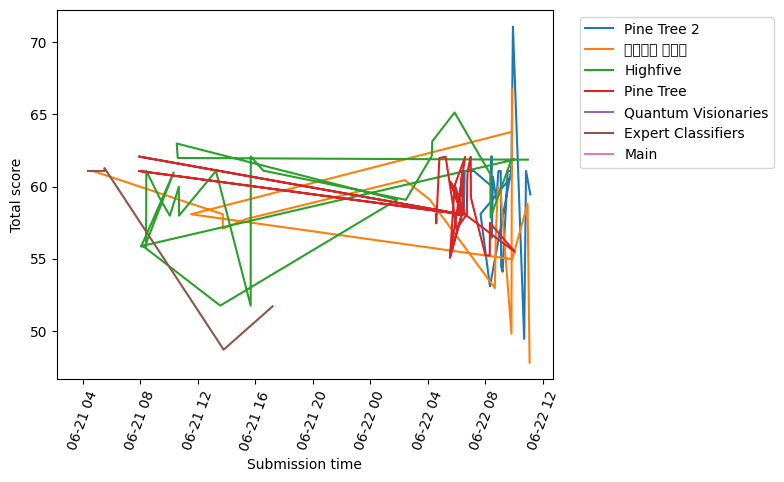 Total score
70
65
60
55
50
06-21 04
06-21 08
06-21 12
06-21 16
06-21 20
06-22 00
06-22 04
06-22 08
06-22 12
Submission time
Pine Tree 2
Highfive
Pine Tree
Quantum Visionaries
Expert Classifiers
Main